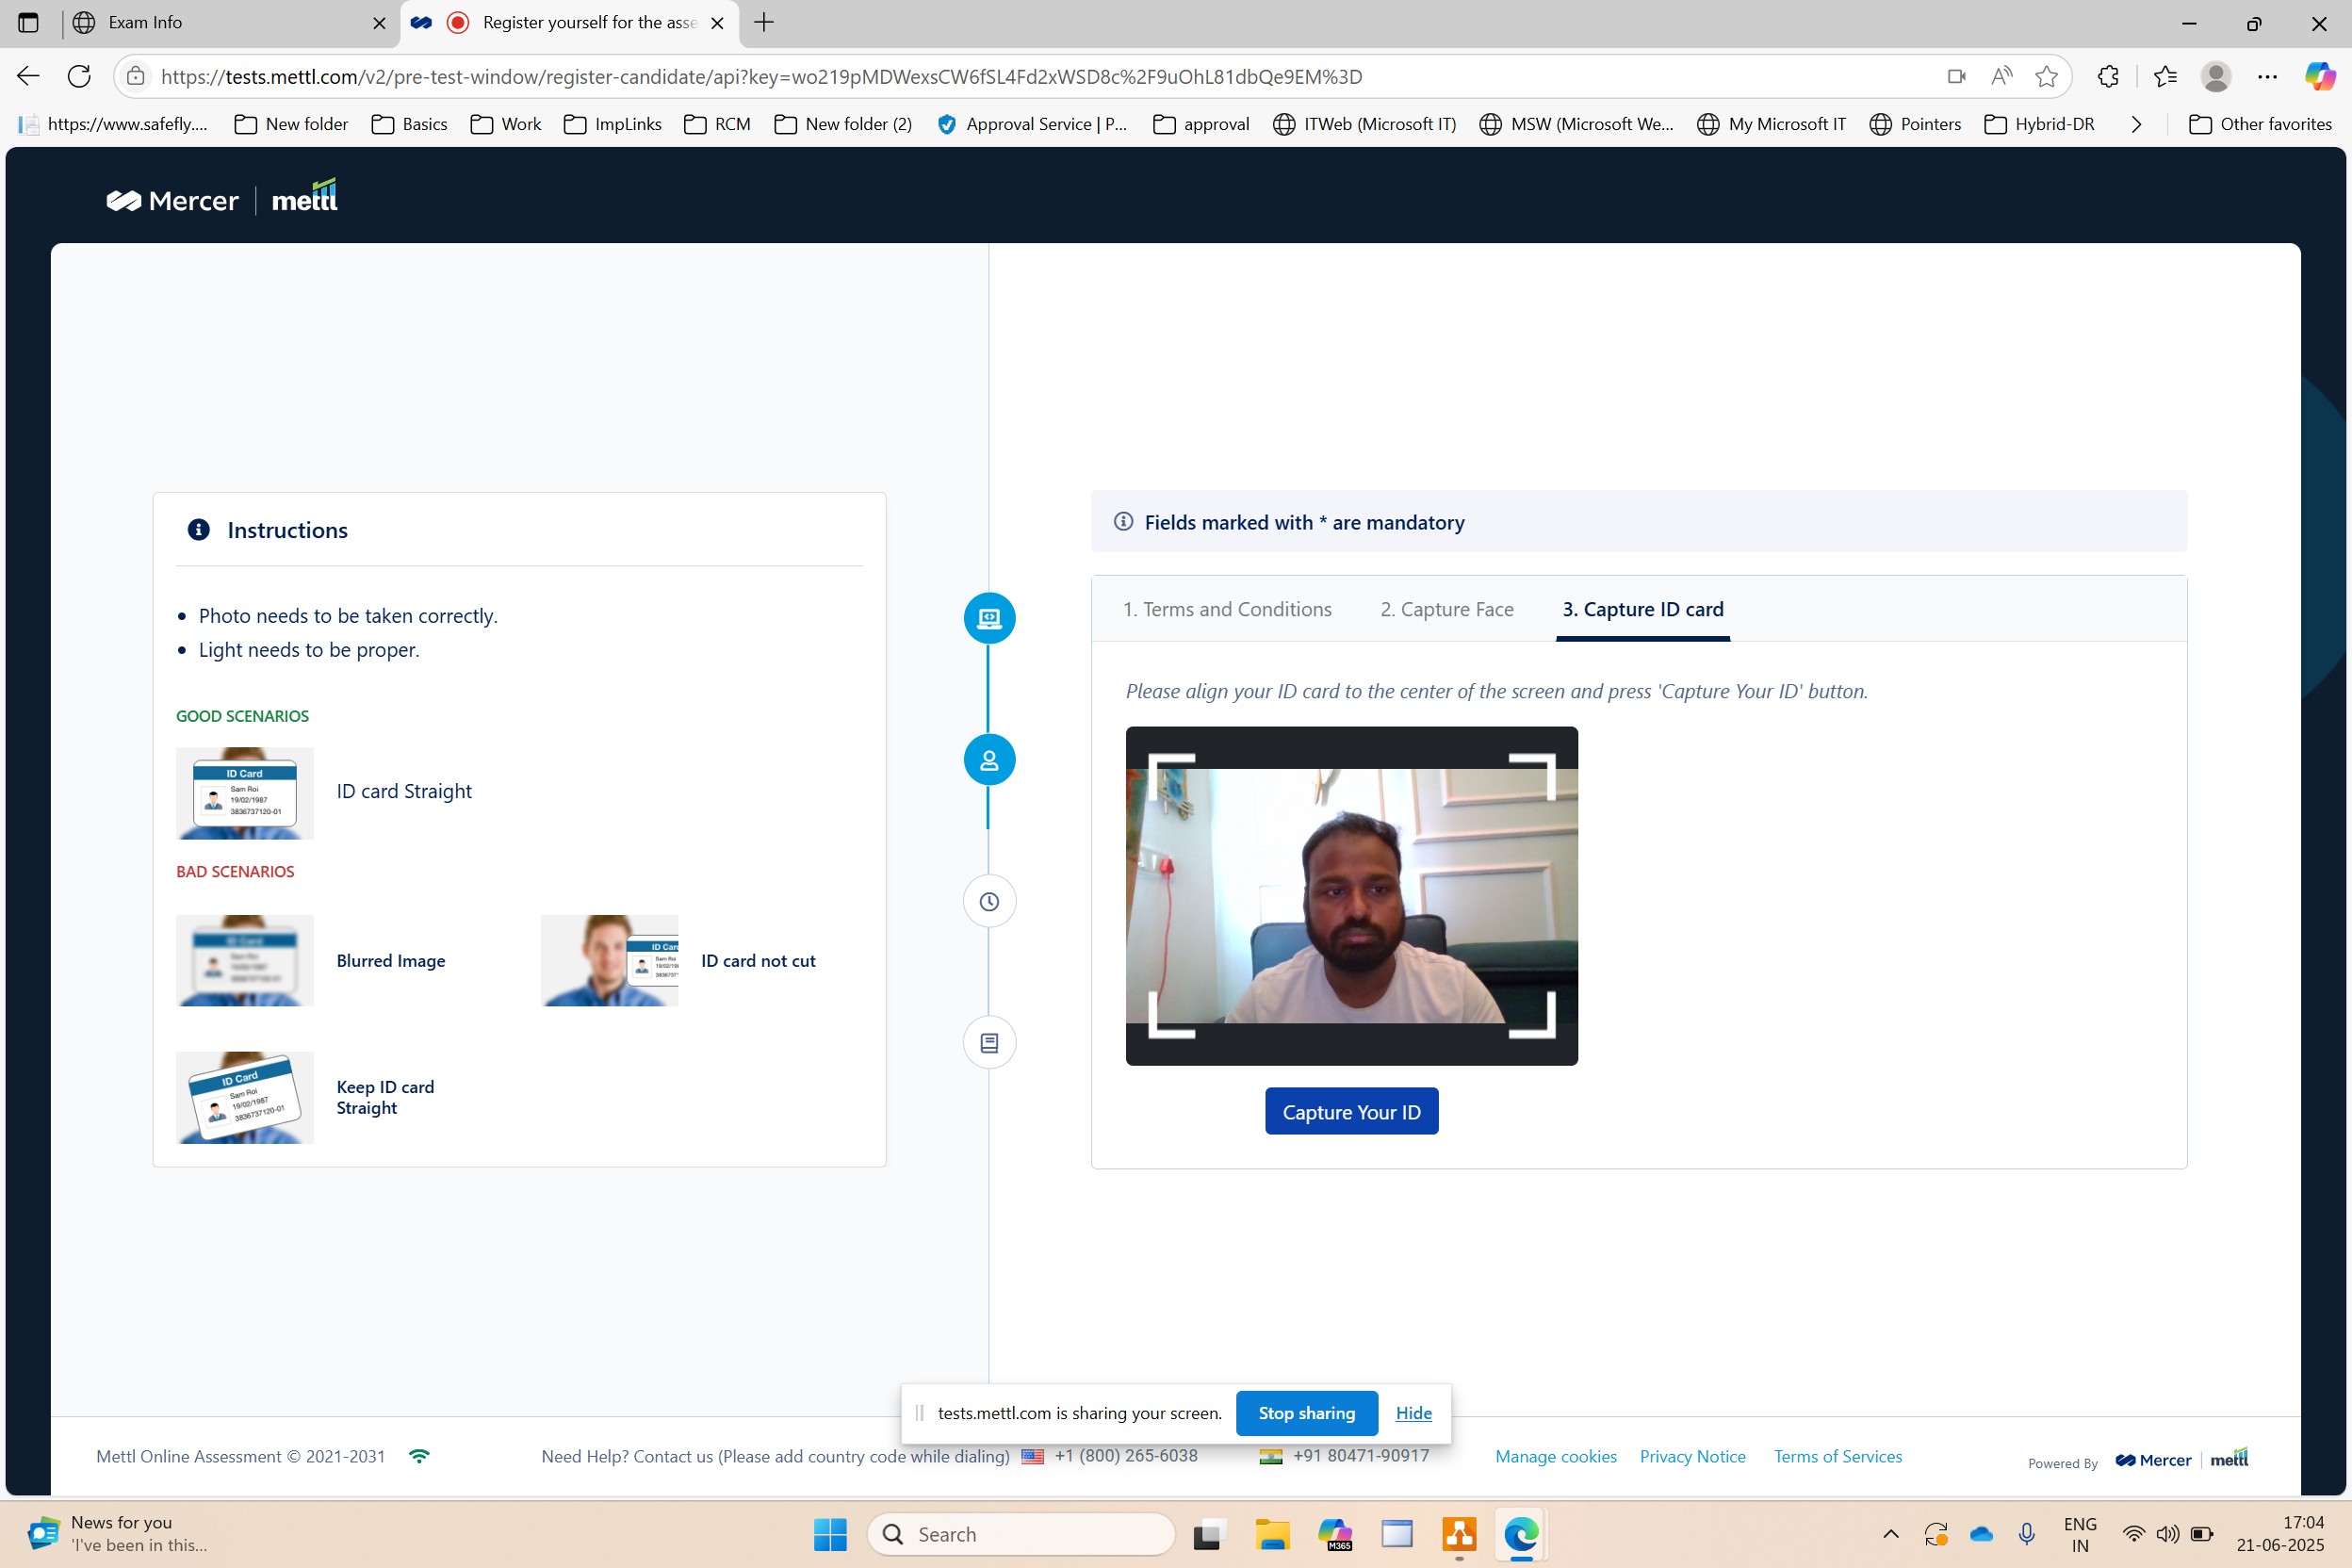 Exam Info
Register yourself for the asse
https://tests.mettl.com/v2/pre-test-window/register-candidate/api?key=wo219pMDWexsCW6fSL4Fd2xWSD8c%2F9uOhL81dbQe9EM%3D
https://www.safefly.... New folder Basics Work ImpLinks RCM New folder (2) Approval Service | P... approval ITWeb (Microsoft IT) MSW (Microsoft We... My Microsoft IT Pointers Hybrid-DR Other favorites
Mercer | mettl
Instructions
Photo needs to be taken correctly.
Light needs to be proper.
GOOD SCENARIOS
ID Card
Sam Roi
19/02/1987
3836737120-01
ID card Straight
BAD SCENARIOS
Blurred Image
ID Card
Sam Roi
ID card not cut
ID Card
Sam Roi
19/02/1987
3836737120-01
Keep ID card
Straight
Fields marked with * are mandatory
1. Terms and Conditions 2. Capture Face 3. Capture ID card
Please align your ID card to the center of the screen and press 'Capture Your ID' button.
Capture Your ID
tests.mettl.com is sharing your screen. Stop sharing Hide
Mettl Online Assessment © 2021-2031 Need Help? Contact us (Please add country code while dialing) +1 (800) 265-6038 +91 80471-90917 Manage cookies Privacy Notice Terms of Services Powered By Mercer | mettl
News for you
'I've been in this...
Search
M365
ENG
IN
17:04
21-06-2025